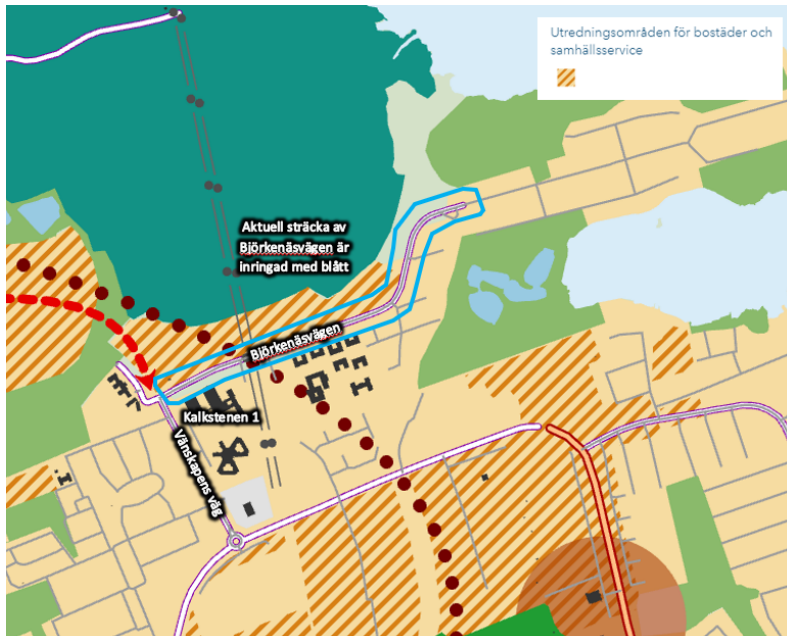 Utredningsområden för bostäder och
samhällsservice
Aktuell sträcka av
Björkenäsvägen är
inringad med blått
Björkenäsvägen
Kalkstenen 1
Vänskapens väg